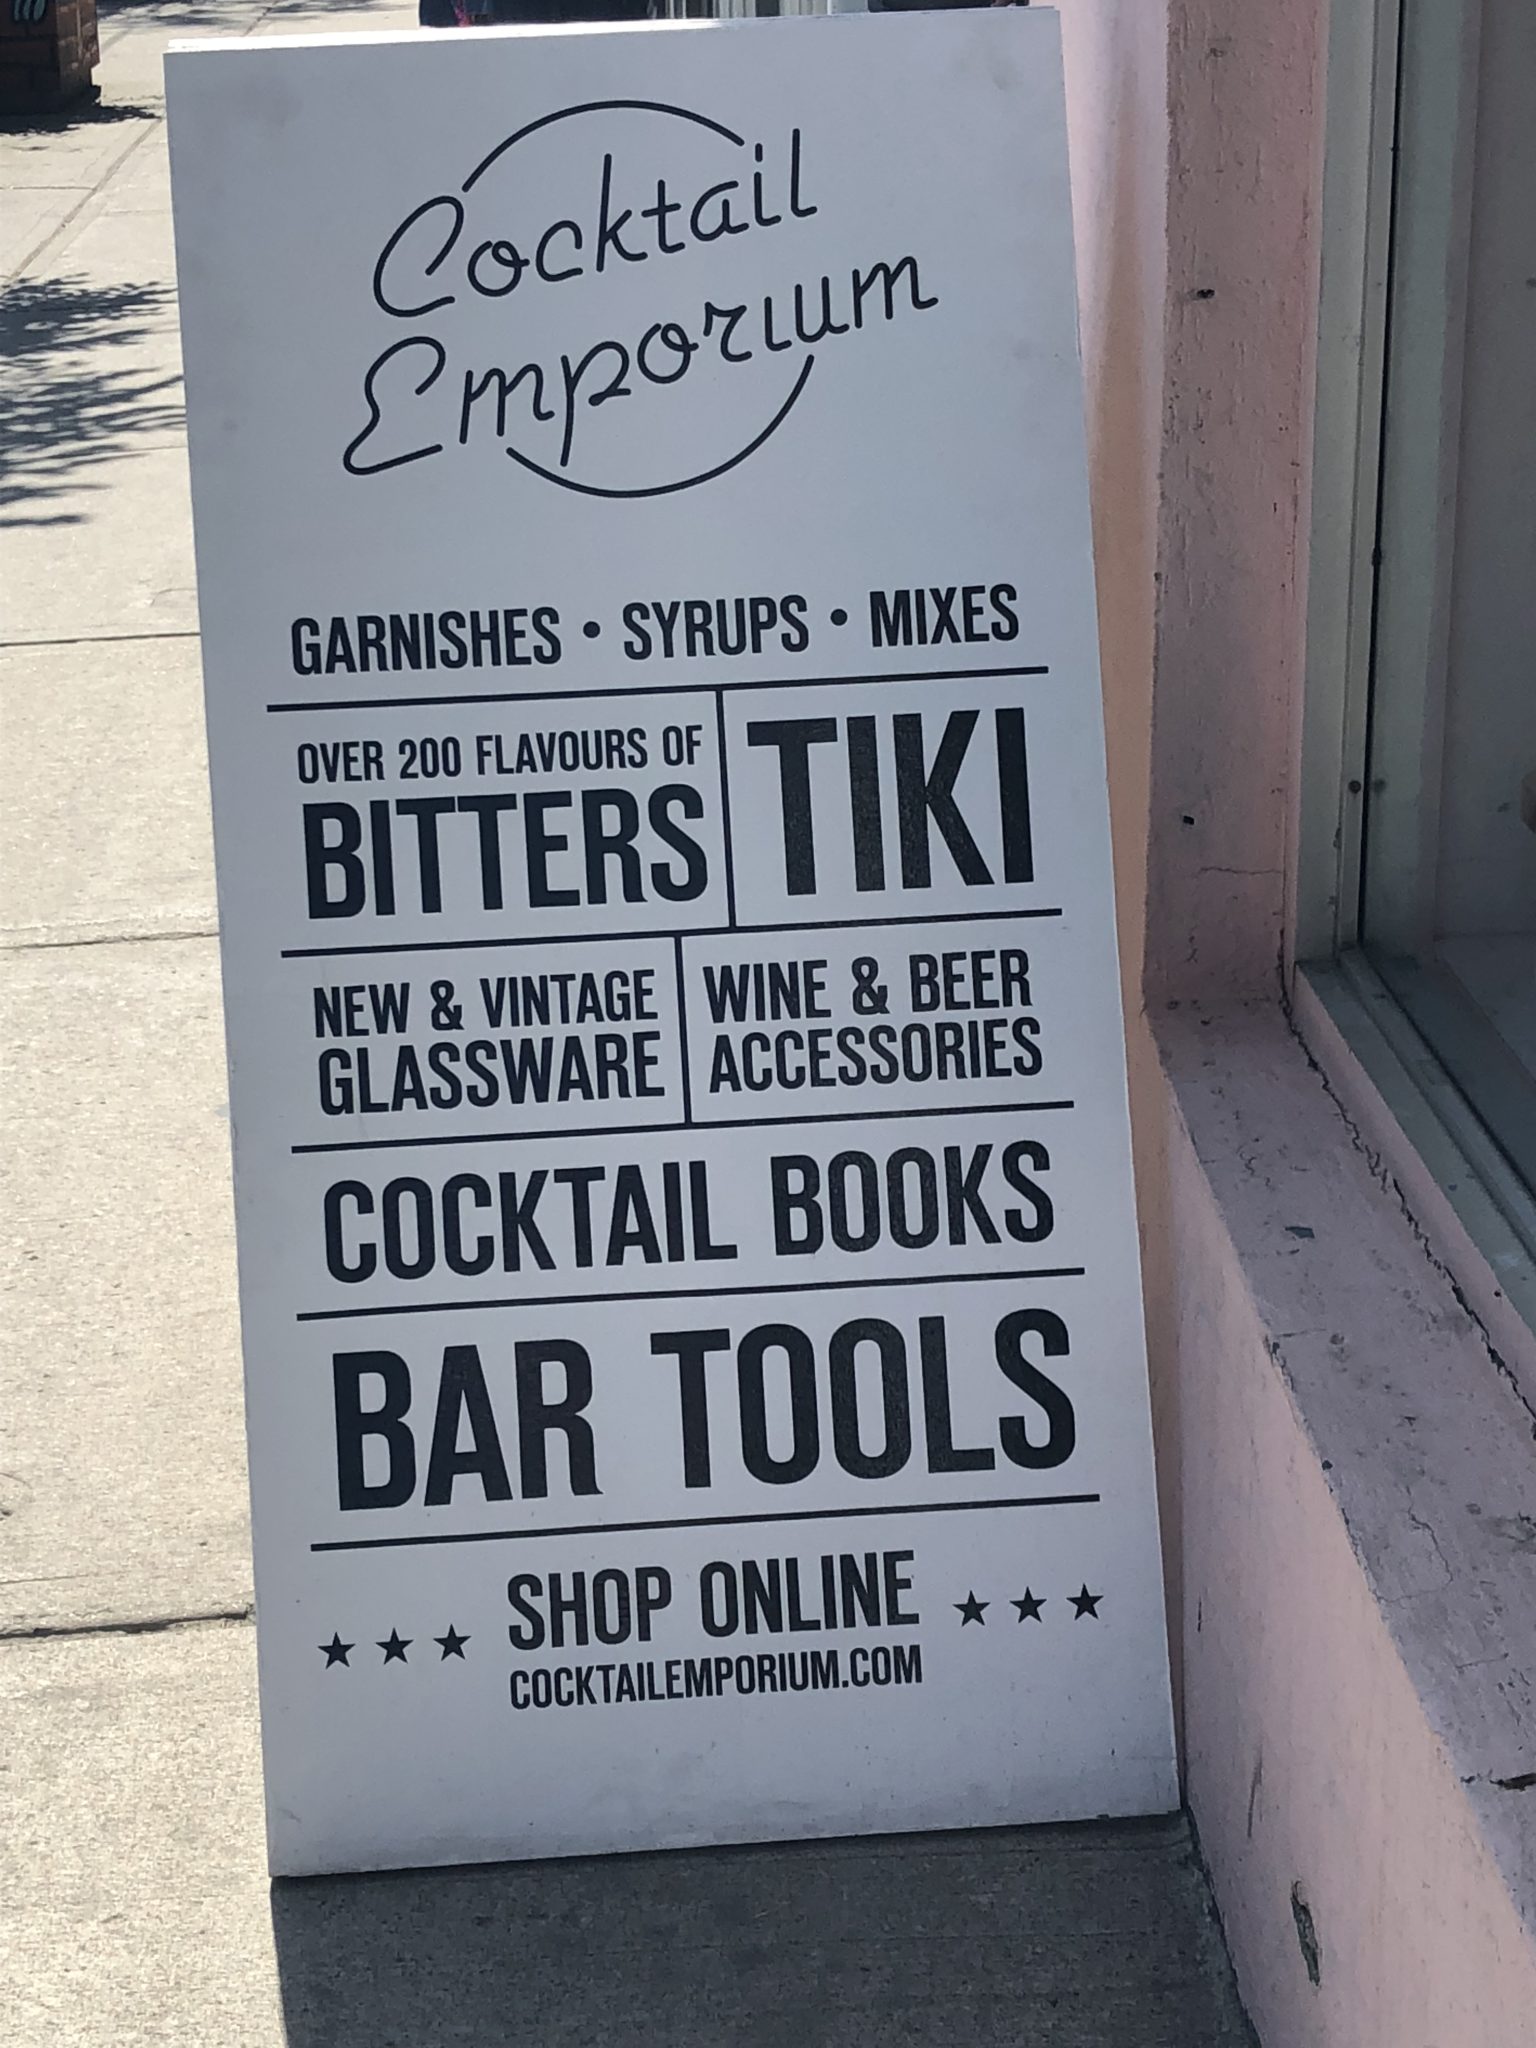 Cocktail
Emporium
GARNISHES • SYRUPS • MIXES
OVER 200 FLAVOURS OF
BITTERS
TIKI
NEW & VINTAGE
GLASSWARE
WINE & BEER
ACCESSORIES
COCKTAIL BOOKS
BAR TOOLS
★ ★ ★ SHOP ONLINE ★ ★ ★
COCKTAILEMPORIUM.COM